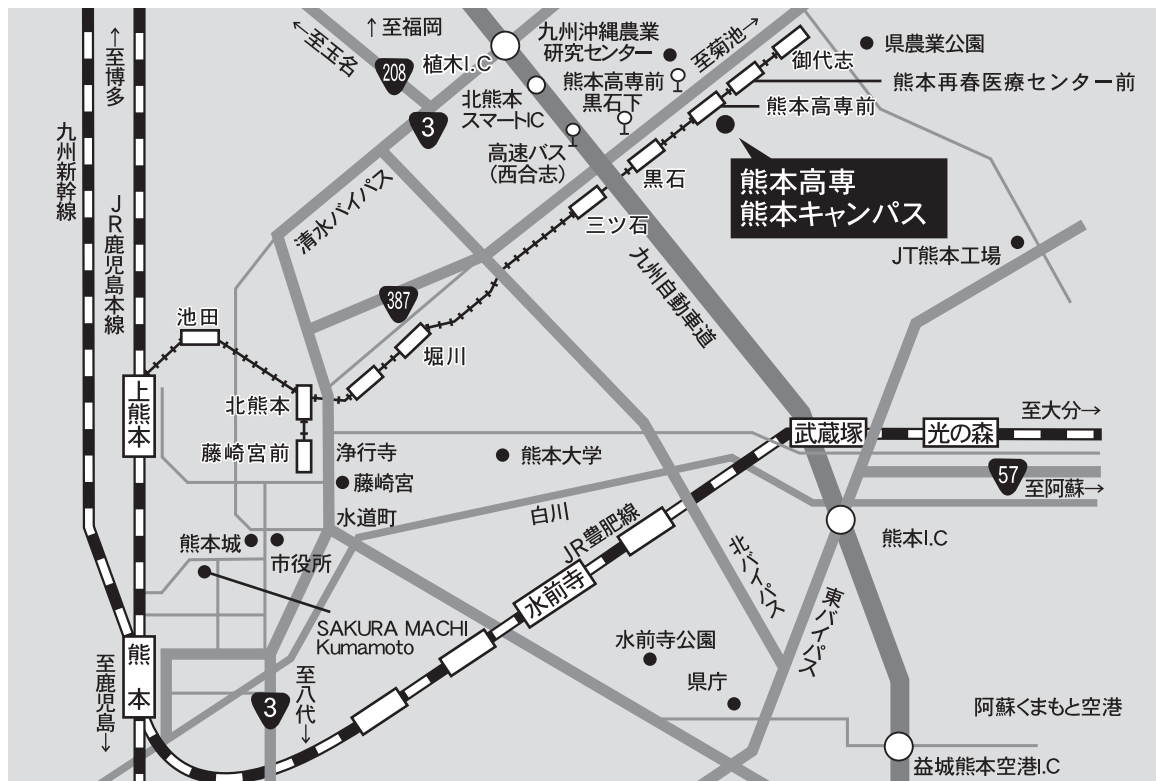 ↑至福岡
←至玉名
208
植木I.C
3
↑至博多
九州新幹線
JR鹿児島本線
九州沖縄農業
研究センター
至菊池→
県農業公園
御代志
熊本再春医療センター前
熊本高専前
熊本高専前
黒石下
北熊本
スマートIC
高速バス
(西合志)
黒石
熊本高専
熊本キャンパス
三ツ石
清水バイパス
九州自動車道
JT熊本工場
387
池田
堀川
上熊本
北熊本
藤崎宮前
浄行寺
藤崎宮
水道町
熊本大学
武蔵塚
光の森
至大分→
57
至阿蘇→
白川
JR豊肥線
熊本I.C
熊本城
市役所
北バイパス
東バイパス
水前寺
SAKURA MACHI
Kumamoto
水前寺公園
県庁
熊本
至鹿児島→
至八代→
3
阿蘇くまもと空港
益城熊本空港I.C